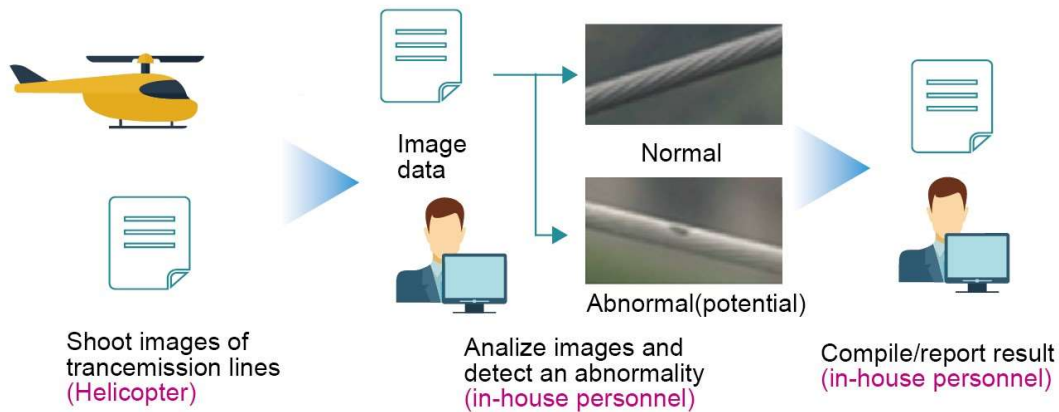 Image
data
Normal
Abnormal(potential)
Shoot images of
trancemission lines
(Helicopter)
Analize images and
detect an abnormality
(in-house personnel)
Compile/report result
(in-house personnel)